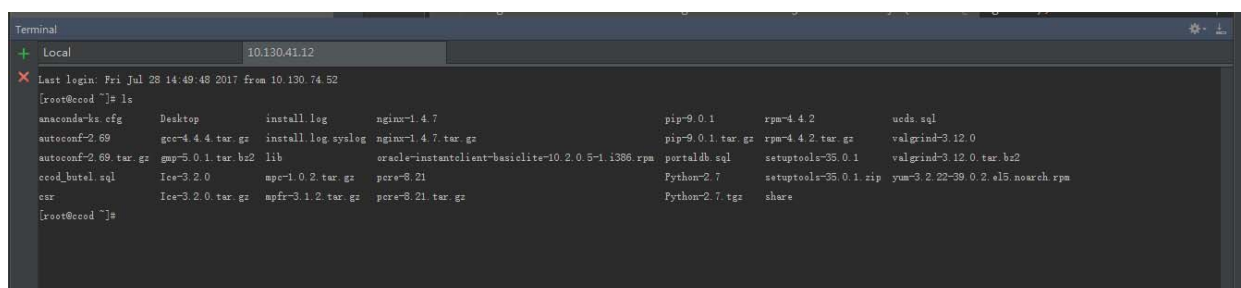 Terminal
Local 10.130.41.12
Last login: Fri Jul 28 14:49:48 2017 from 10.130.74.52
[root@ccod ~]# ls
anaconda-ks.cfg Desktop install.log nginx-1.4.7 pip-9.0.1 rpm-4.4.2 ucds.sql
autoconf-2.69 gcc-4.4.4.tar.gz install.log.syslog nginx-1.4.7.tar.gz pip-9.0.1.tar.gz rpm-4.4.2.tar.gz valgrind-3.12.0
autoconf-2.69.tar.gz gmp-5.0.1.tar.bz2 lib oracle-instantclient-basiclite-10.2.0.5-1.i386.rpm portaldb.sql setuptools-35.0.1 valgrind-3.12.0.tar.bz2
ccod_butel.sql Ice-3.2.0 mpc-1.0.2.tar.gz pcre-8.21 Python-2.7 setuptools-35.0.1.zip yum-3.2.22-39.0.2.el5.noarch.rpm
csr Ice-3.2.0.tar.gz mpfr-3.1.2.tar.gz pcre-8.21.tar.gz Python-2.7.tgz share
[root@ccod ~]#